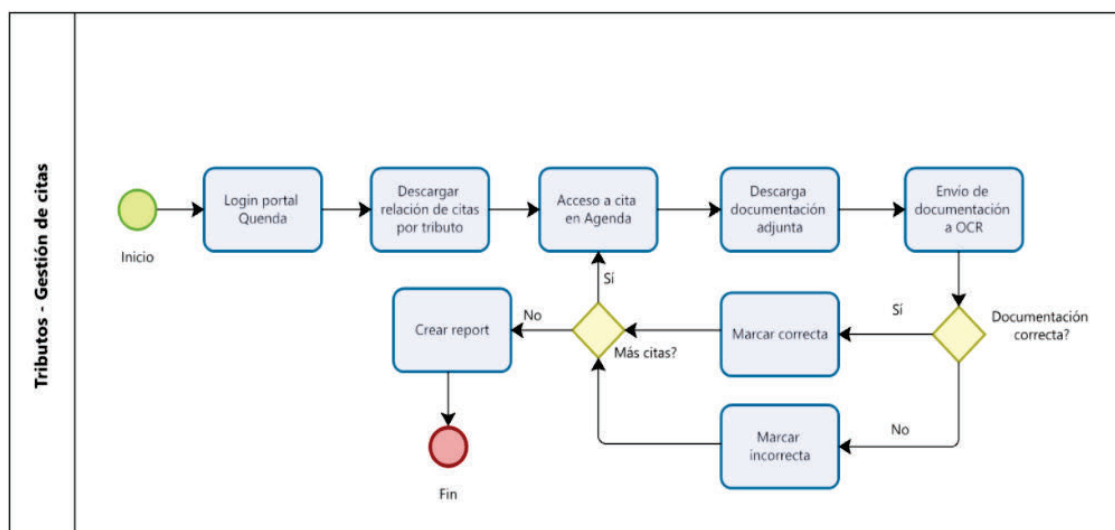 Tributos - Gestión de citas
Inicio
Login portal
Quenda
Descargar
relación de citas
por tributo
Acceso a cita
en Agenda
Descarga
documentación
adjunta
Envío de
documentación
a OCR
Documentación
correcta?
Sí
Marcar correcta
No
Marcar
incorrecta
Más citas?
Sí
No
Crear report
Fin